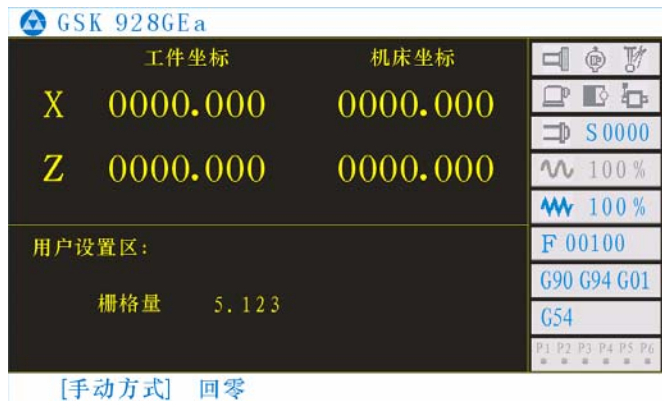 GSK 928GEa
工件坐标 机床坐标
X 0000.000 0000.000
Z 0000.000 0000.000
S0000
100%
100%
F 00100
G90 G94 G01
G54
P1 P2 P3 P4 P5 P6
用户设置区:
栅格量 5.123
[手动方式] 回零